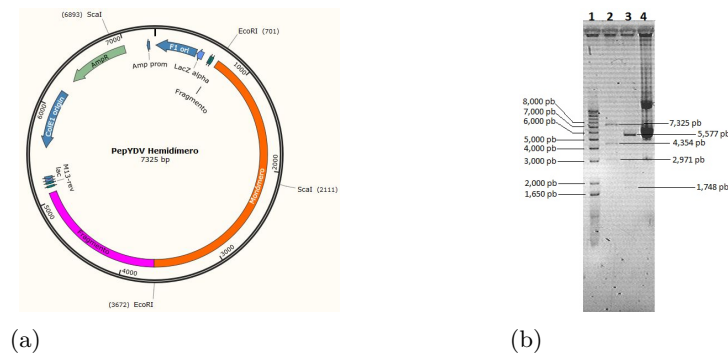 (6893) ScaI
7000
F1 ori
EcoRI (701)
AmpR
Amp prom
LacZ alpha
1000
Fragmento
6000
ColE1 origin
PepYDV Hemidímero
7325 bp
Monómero
2000
ScaI (2111)
M13-rev
lac
5000
Fragmento
3000
4000
(3672) EcoRI
(a)
1 2 3 4
8,000 pb
7,000 pb
6,000 pb
5,000 pb
4,000 pb
3,000 pb
2,000 pb
1,650 pb
7,325 pb
5,577 pb
4,354 pb
2,971 pb
1,748 pb
(b)